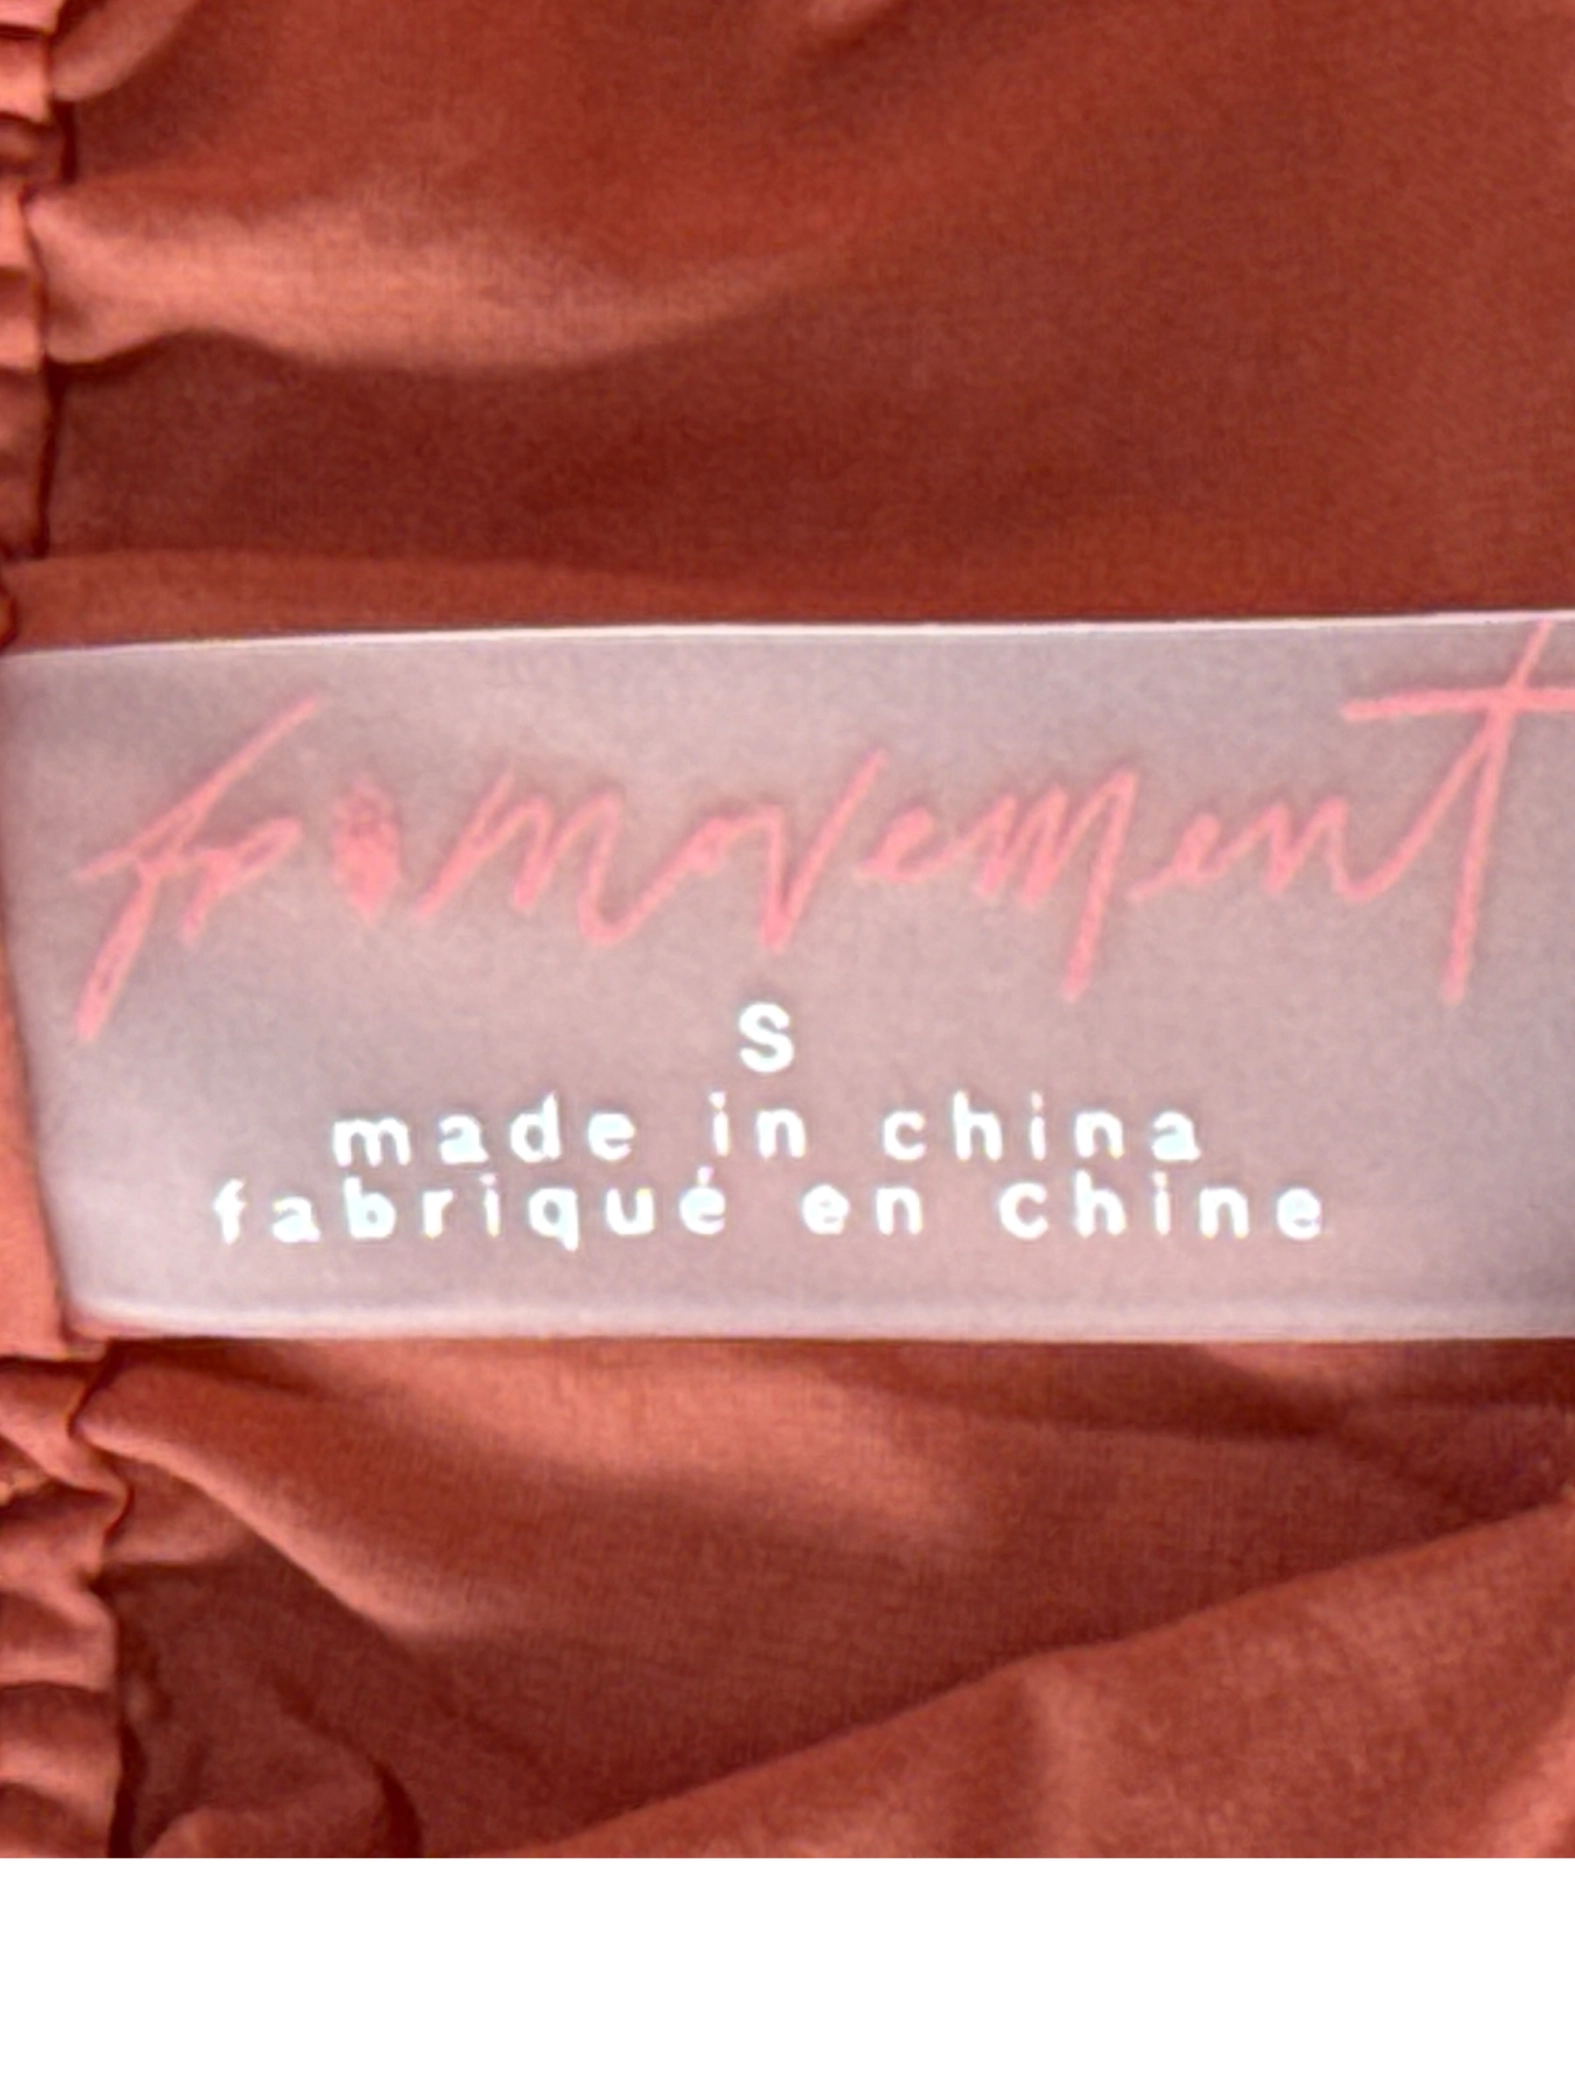 fp movement
S
made in china
fabriqué en chine